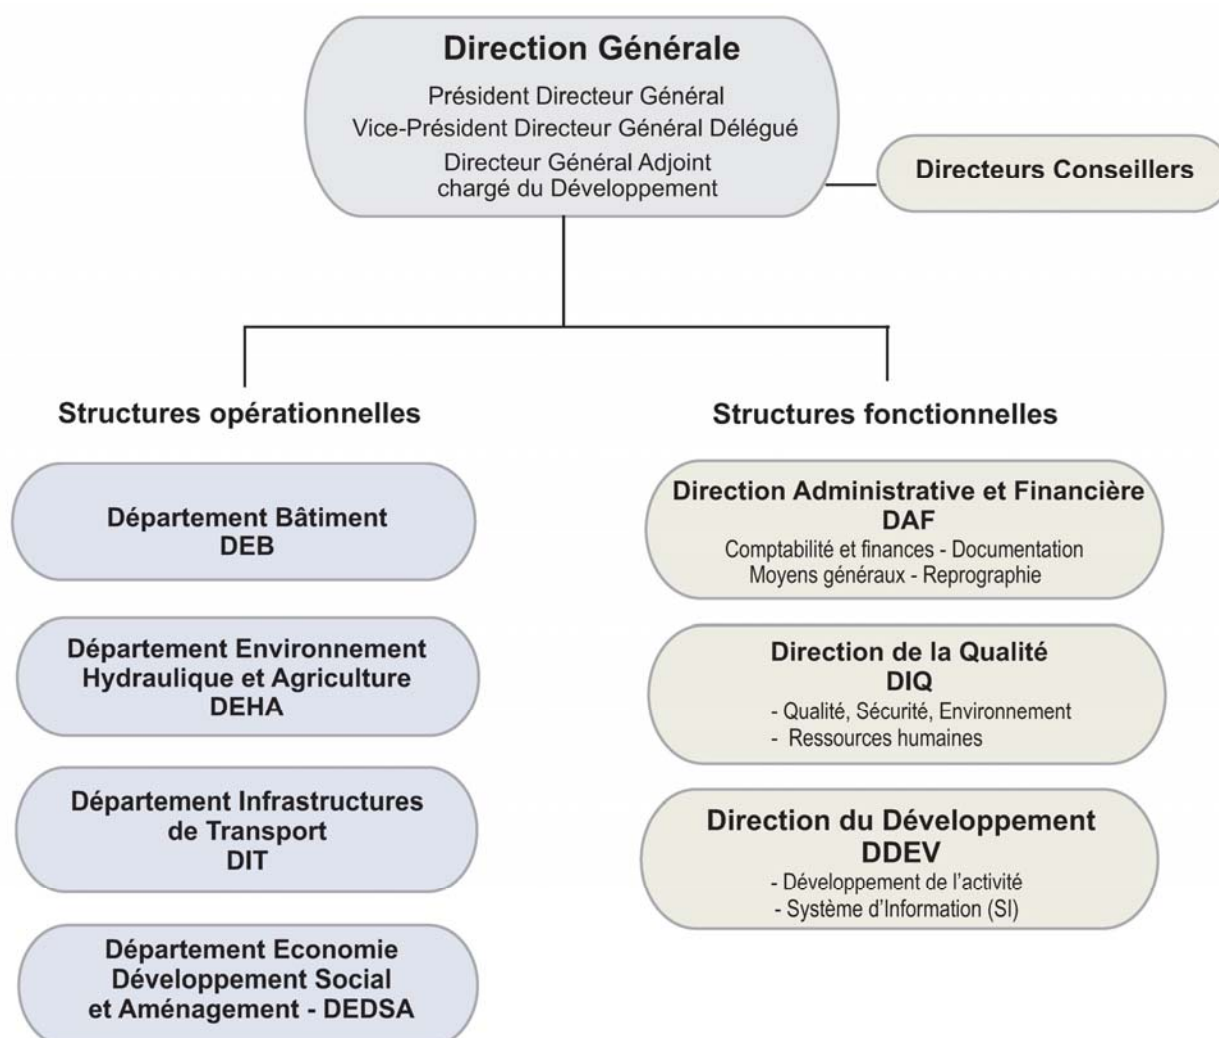 Direction Générale
Président Directeur Général
Vice-Président Directeur Général Délégué
Directeur Général Adjoint
chargé du Développement
Directeurs Conseillers
Structures opérationnelles
Département Bâtiment
DEB
Département Environnement
Hydraulique et Agriculture
DEHA
Département Infrastructures
de Transport
DIT
Département Economie
Développement Social
et Aménagement - DEDSA
Structures fonctionnelles
Direction Administrative et Financière
DAF
Comptabilité et finances - Documentation
Moyens généraux - Reprographie
Direction de la Qualité
DIQ
- Qualité, Sécurité, Environnement
- Ressources humaines
Direction du Développement
DDEV
- Développement de l'activité
- Système d'Information (SI)